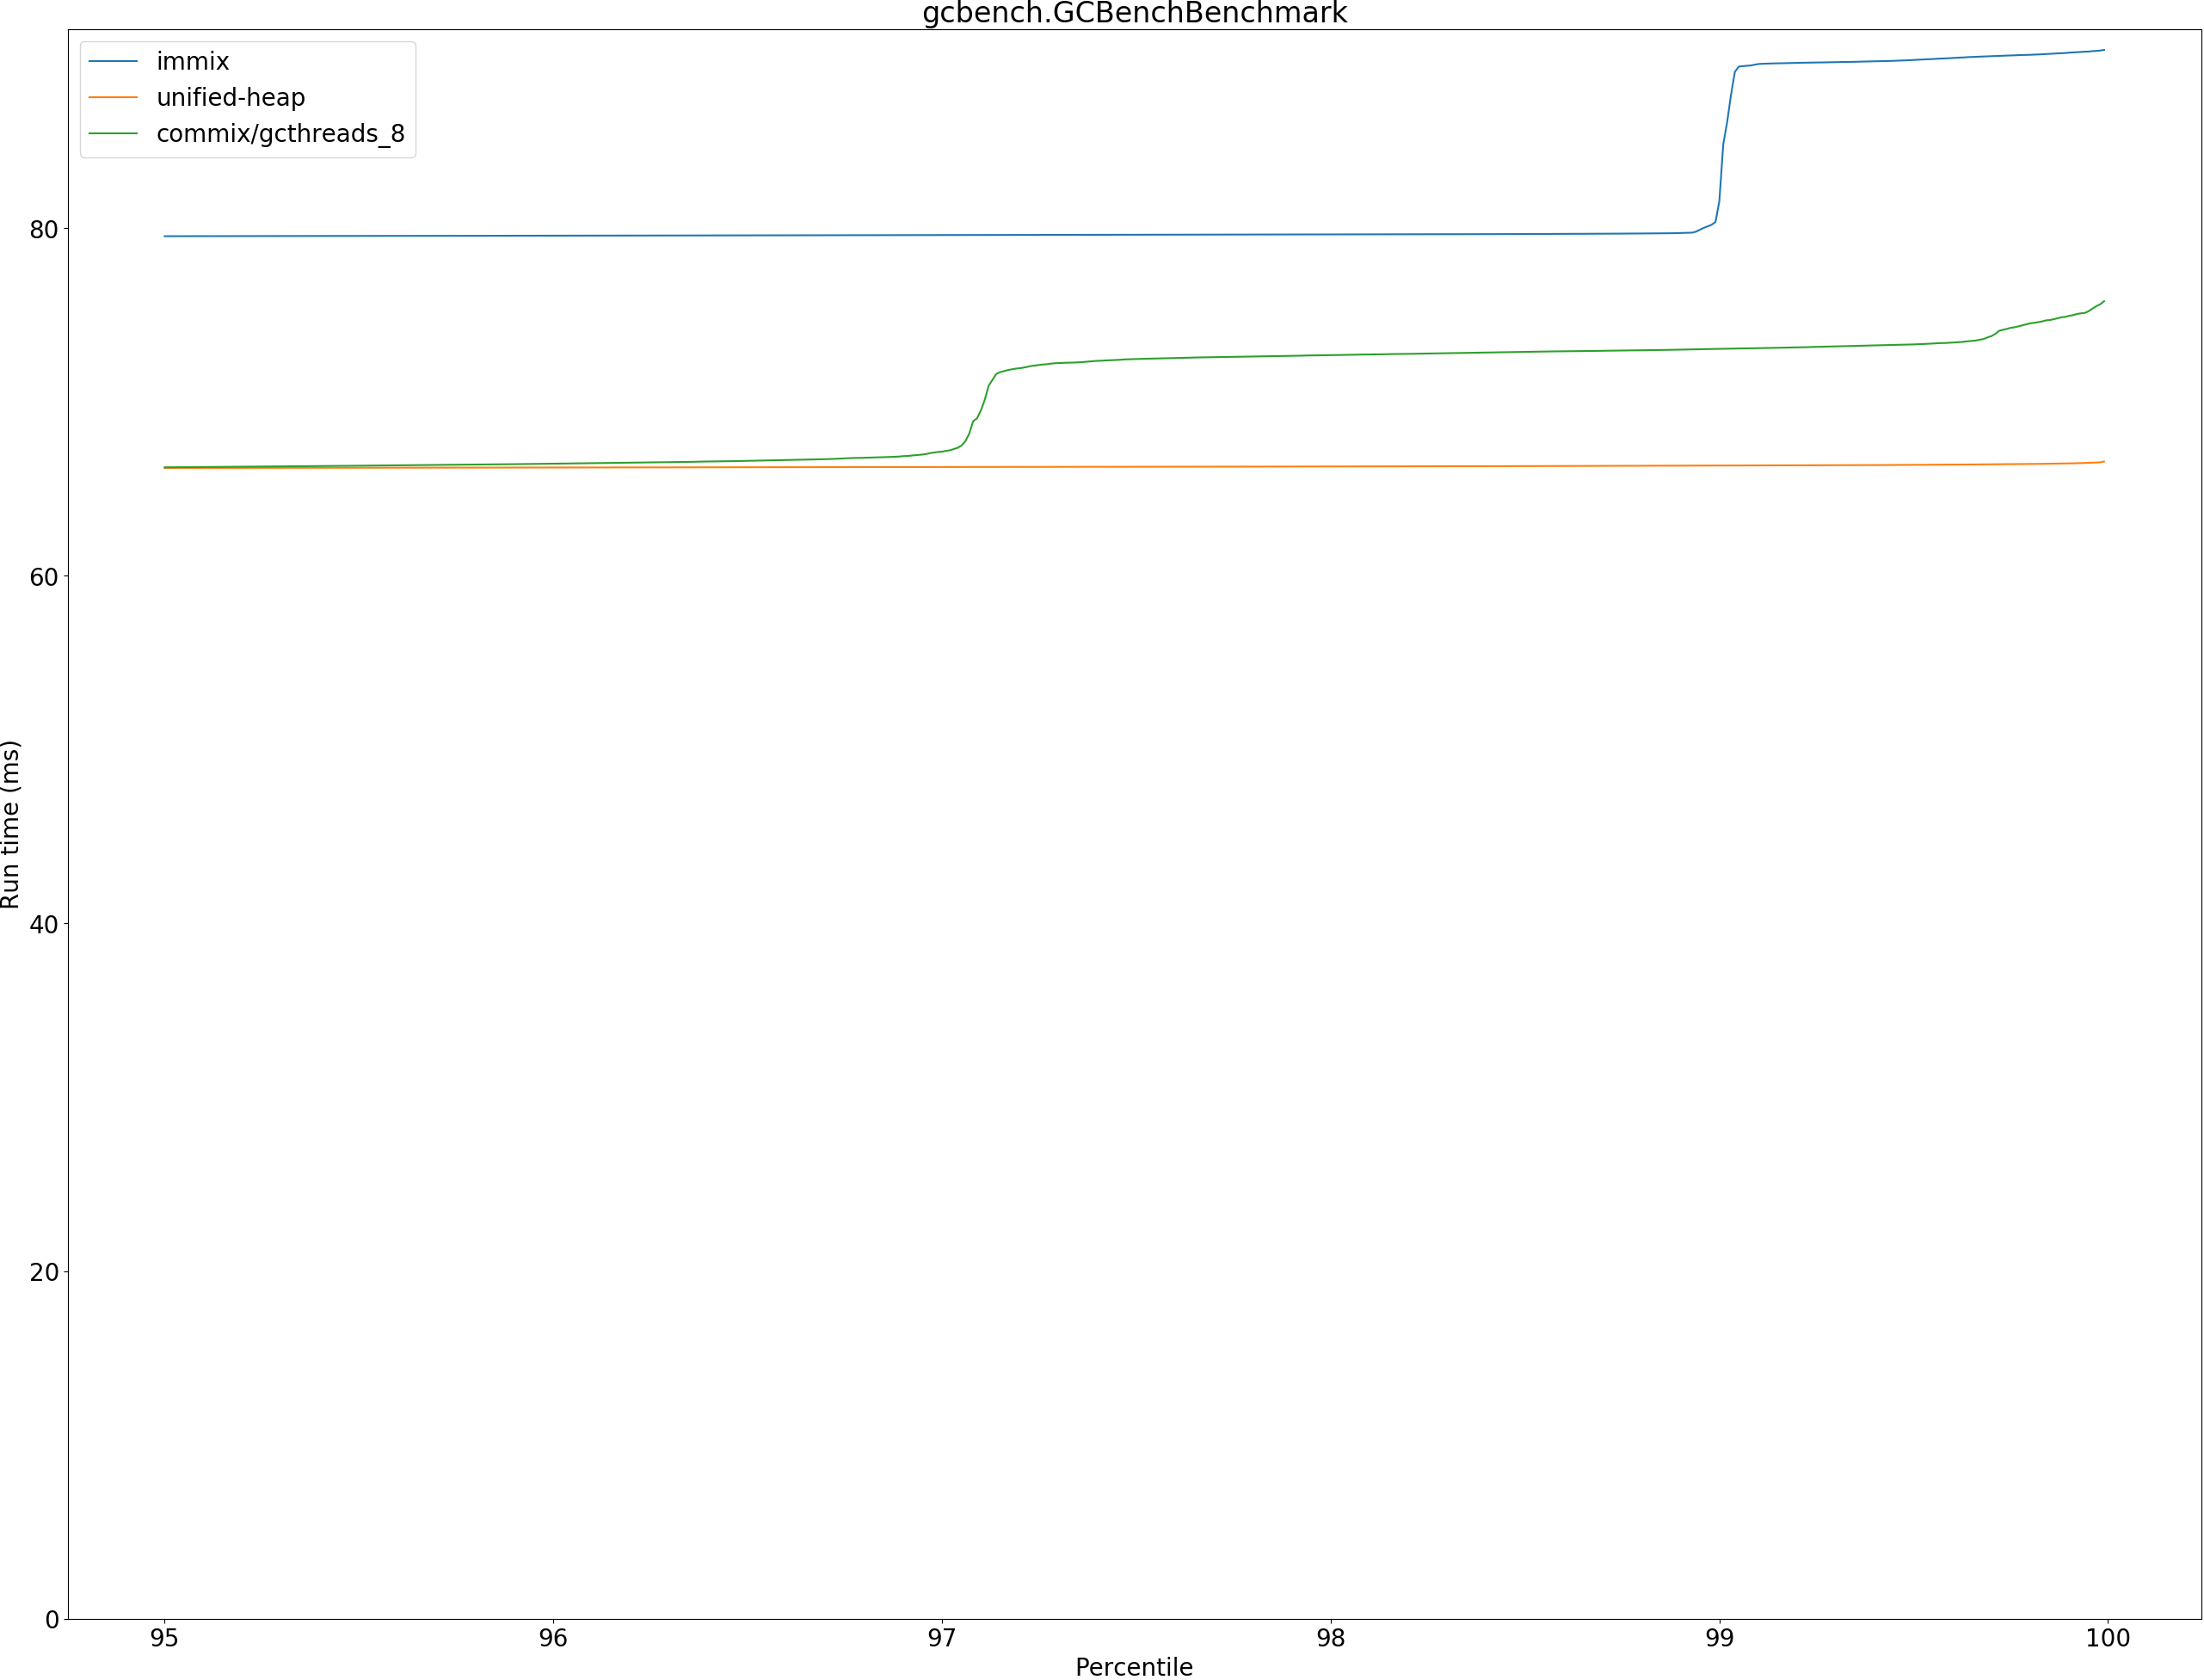 gcbench.GCBenchBenchmark
immix
unified-heap
commix/gcthreads_8
80
60
40
20
0
Run time (ms)
95 96 97 98 99 100
Percentile